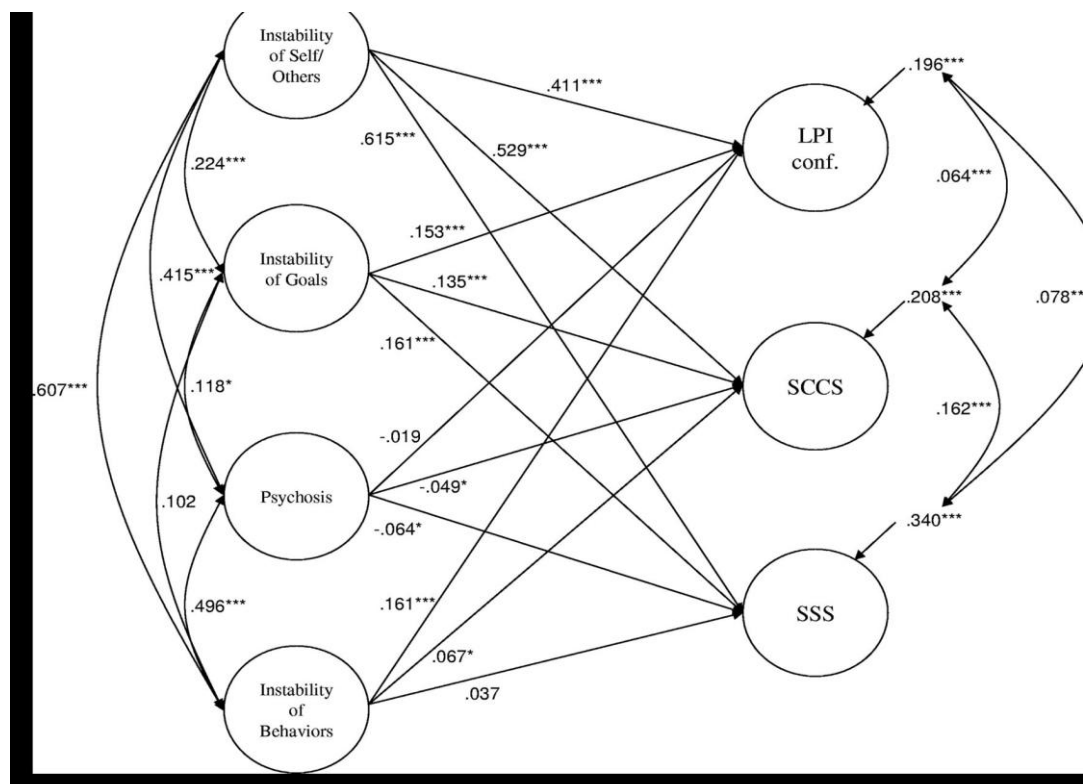 Instability
of Self/
Others
.411***
.196***
LPI
conf.
.615***
.529***
.224***
.064***
.153***
.415***
Instability
of Goals
.135***
.208***
.078**
.161***
.607***
.118*
SCCS
.162***
-.019
Psychosis
-.049*
.102
-.064*
.340***
.496***
.161***
SSS
.067*
.037
Instability
of
Behaviors